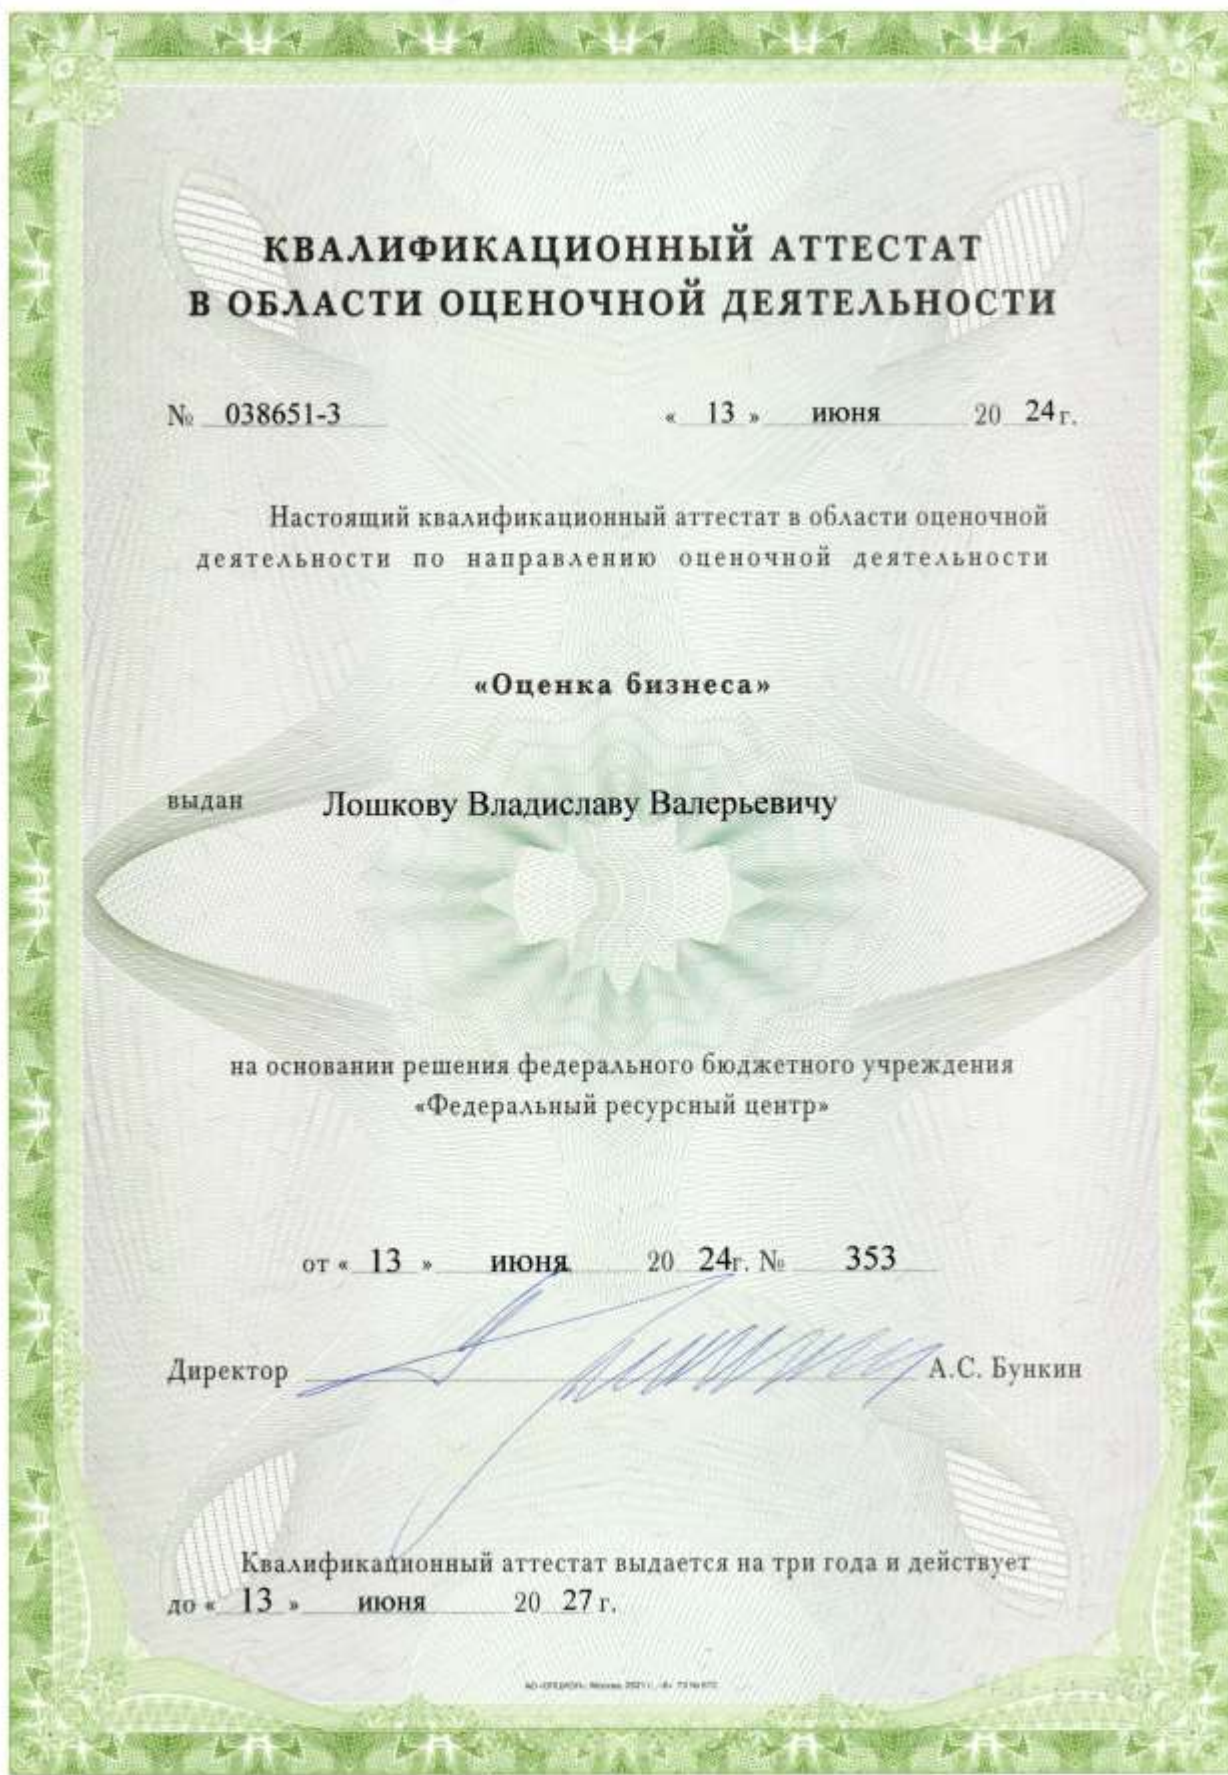 КВАЛИФИКАЦИОННЫЙ АТТЕСТАТ
В ОБЛАСТИ ОЦЕНОЧНОЙ ДЕЯТЕЛЬНОСТИ
№ 038651-3 « 13 » июня 20 24 г.
Настоящий квалификационный аттестат в области оценочной
деятельности по направлению оценочной деятельности
«Оценка бизнеса»
выдан Лошкову Владиславу Валерьевичу
на основании решения федерального бюджетного учреждения
«Федеральный ресурсный центр»
от « 13 » июня 20 24г. № 353
Директор А.С. Бункин
Квалификационный аттестат выдается на три года и действует
до « 13 » июня 20 27 г.
Москва, 2021 г.